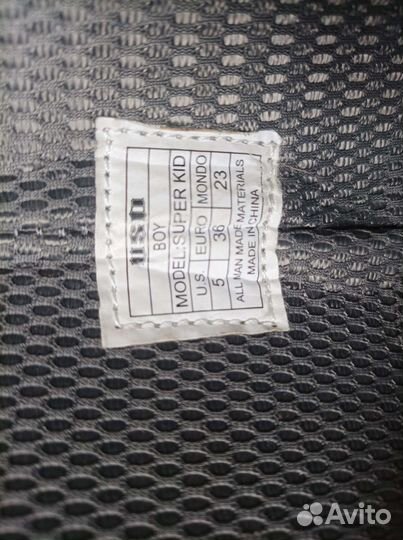 USD
BOY
MODEL:SUPER KID
U.S. EURO MONDO
5 36 23
ALL MAN MADE MATERIALS
MADE IN CHINA
Avito